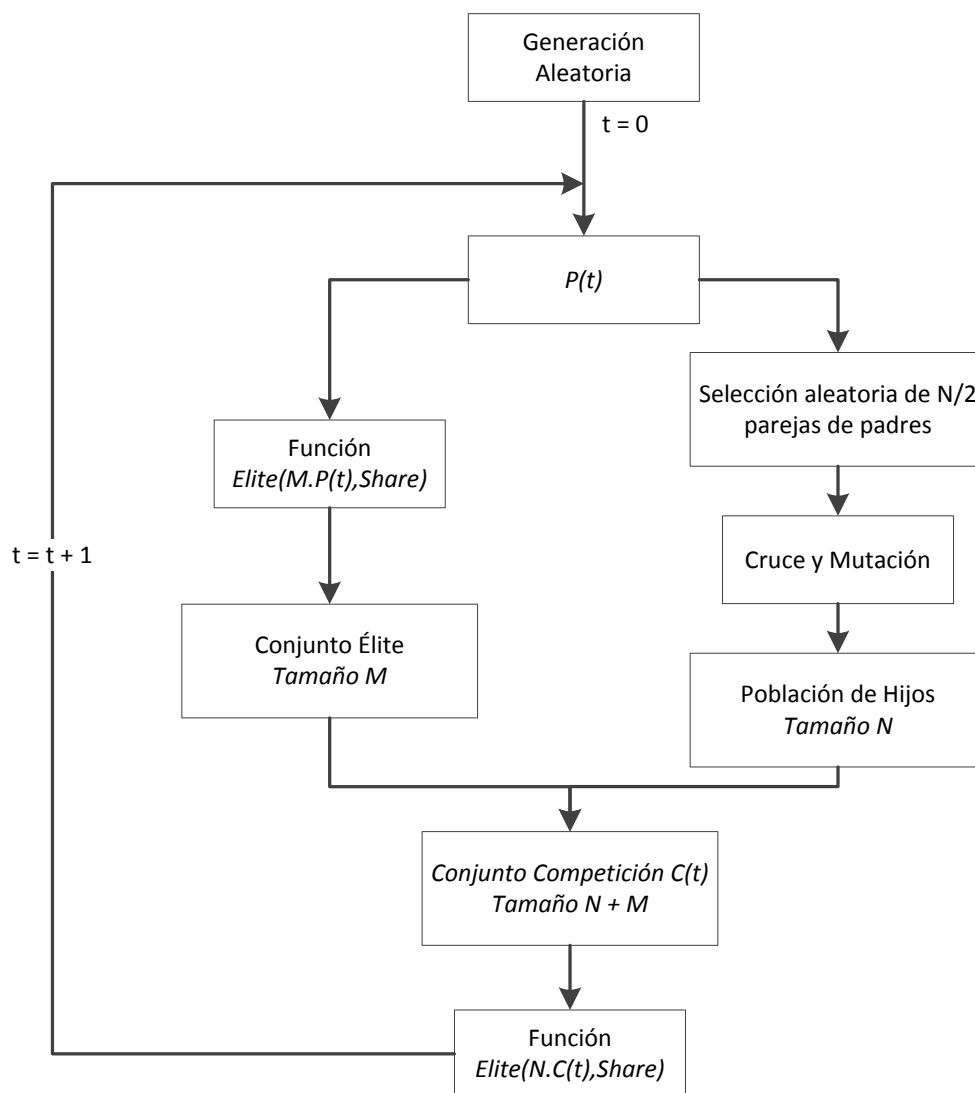 Generación
Aleatoria
t = 0
P(t)
Selección aleatoria de N/2
parejas de padres
Función
Elite(M.P(t),Share)
Cruce y Mutación
t = t + 1
Conjunto Élite
Tamaño M
Población de Hijos
Tamaño N
Conjunto Competición C(t)
Tamaño N + M
Función
Elite(N.C(t),Share)